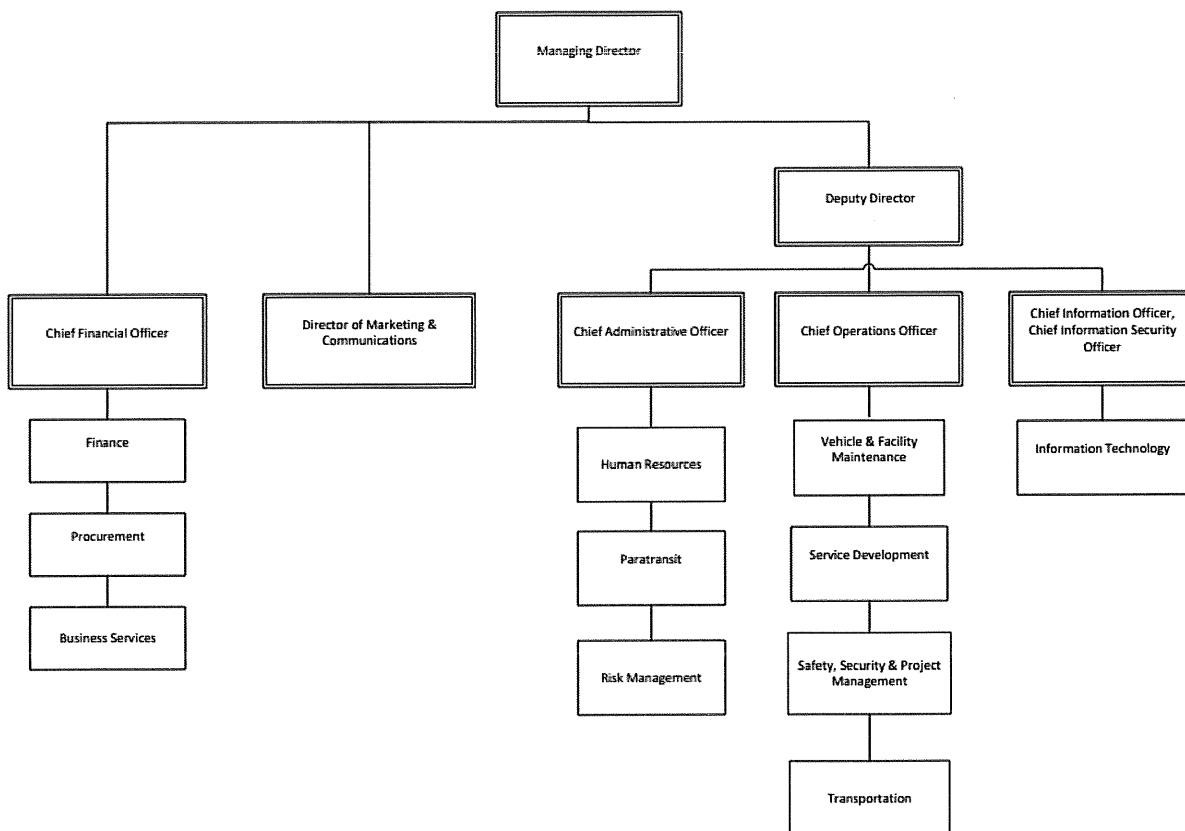 Managing Director
Deputy Director
Chief Financial Officer
Director of Marketing &
Communications
Chief Administrative Officer
Chief Operations Officer
Chief Information Officer,
Chief Information Security
Officer
Finance
Procurement
Business Services
Human Resources
Paratransit
Risk Management
Vehicle & Facility
Maintenance
Service Development
Safety, Security & Project
Management
Transportation
Information Technology